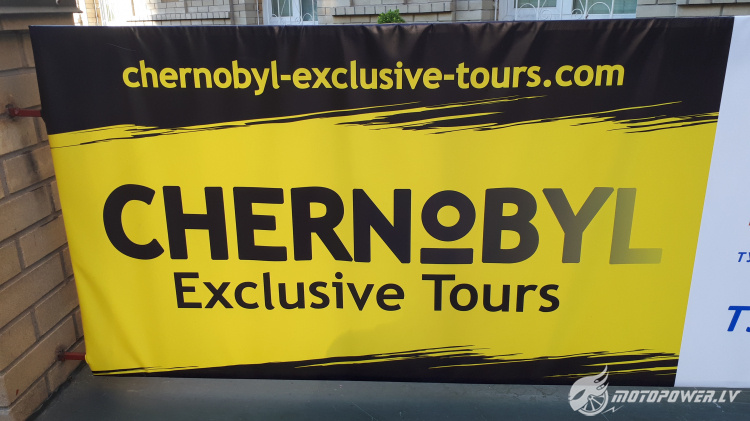 chernobyl-exclusive-tours.com
CHERNOBYL
Exclusive Tours
MOTOPOWER.LV